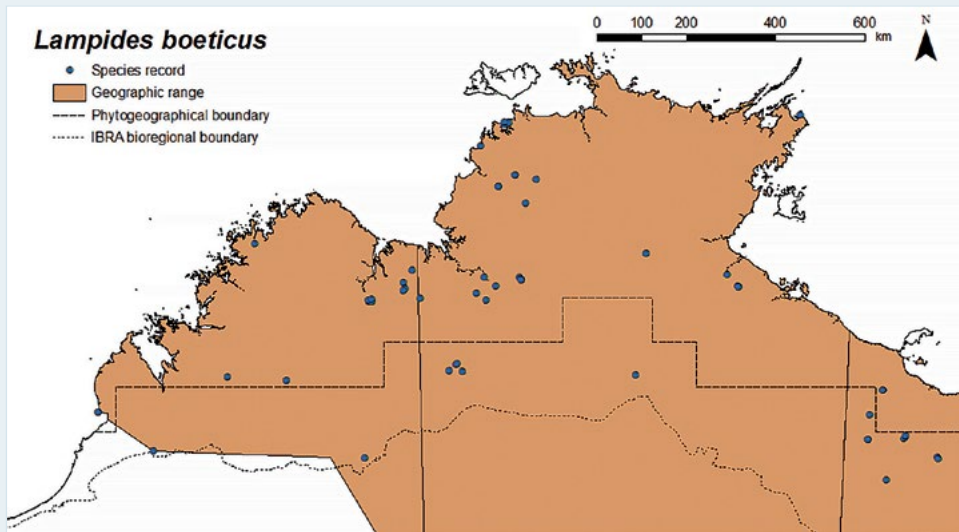 Lampides boeticus
Species record
Geographic range
Phytogeographical boundary
IBRA bioregional boundary
0 100 200 400 600
km
N